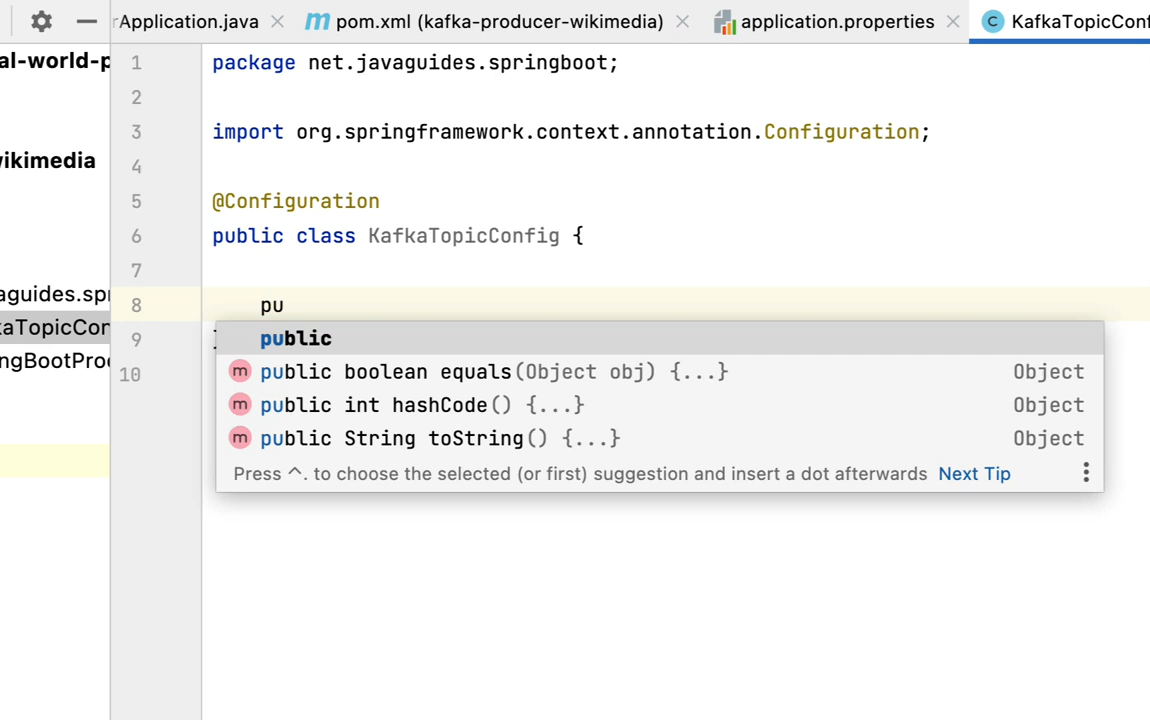 rApplication.java
pom.xml (kafka-producer-wikimedia)
application.properties
C KafkaTopicConf
al-world-p
ikimedia
aguides.spr
kaTopicCon
ngBootProd
1 package net.javaguides.springboot;
2
3 import org.springframework.context.annotation.Configuration;
4
5 @Configuration
6 public class KafkaTopicConfig {
7
8 pu
9 }
10
public
m public boolean equals(Object obj) {...} Object
m public int hashCode() {...} Object
m public String toString() {...} Object
Press ^. to choose the selected (or first) suggestion and insert a dot afterwards Next Tip